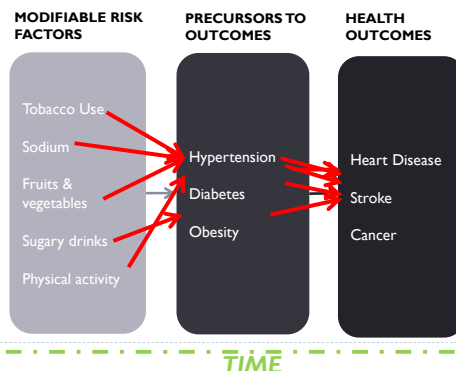 MODIFIABLE RISK
FACTORS
Tobacco Use
Sodium
Fruits &
vegetables
Sugary drinks
Physical activity
PRECURSORS TO
OUTCOMES
Hypertension
Diabetes
Obesity
HEALTH
OUTCOMES
Heart Disease
Stroke
Cancer
TIME